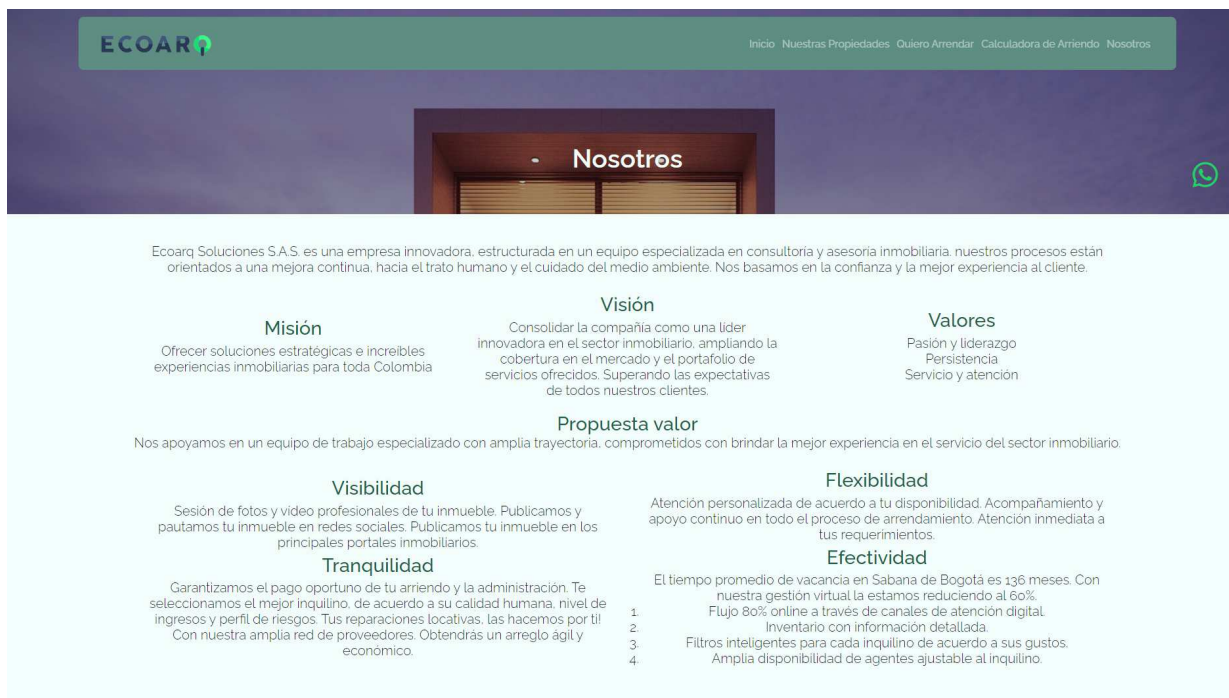 ECOARQ
Inicio Nuestras Propiedades Quiero Arrendar Calculadora de Arriendo Nosotros
Nosotros
Ecoarq Soluciones S.A.S. es una empresa innovadora, estructurada en un equipo especializada en consultoría y asesoría inmobiliaria. nuestros procesos están
orientados a una mejora continua, hacia el trato humano y el cuidado del medio ambiente. Nos basamos en la confianza y la mejor experiencia al cliente.
Misión
Ofrecer soluciones estratégicas e increíbles
experiencias inmobiliarias para toda Colombia
Visión
Consolidar la compañía como una líder
innovadora en el sector inmobiliario, ampliando la
cobertura en el mercado y el portafolio de
servicios ofrecidos. Superando las expectativas
de todos nuestros clientes.
Valores
Pasión y liderazgo
Persistencia
Servicio y atención
Propuesta valor
Nos apoyamos en un equipo de trabajo especializado con amplia trayectoria, comprometidos con brindar la mejor experiencia en el servicio del sector inmobiliario.
Visibilidad
Sesión de fotos y video profesionales de tu inmueble. Publicamos y
pautamos tu inmueble en redes sociales. Publicamos tu inmueble en los
principales portales inmobiliarios.
Flexibilidad
Atención personalizada de acuerdo a tu disponibilidad. Acompañamiento y
apoyo continuo en todo el proceso de arrendamiento. Atención inmediata a
tus requerimientos.
Tranquilidad
Garantizamos el pago oportuno de tu arriendo y la administración. Te
seleccionamos el mejor inquilino, de acuerdo a su calidad humana, nivel de
ingresos y perfil de riesgos. Tus reparaciones locativas, las hacemos por ti!
Con nuestra amplia red de proveedores. Obtendrás un arreglo ágil y
económico.
Efectividad
El tiempo promedio de vacancia en Sabana de Bogotá es 136 meses. Con
nuestra gestión virtual la estamos reduciendo al 60%.
1. Flujo 80% online a través de canales de atención digital.
2. Inventario con información detallada.
3. Filtros inteligentes para cada inquilino de acuerdo a sus gustos.
4. Amplia disponibilidad de agentes ajustable al inquilino.